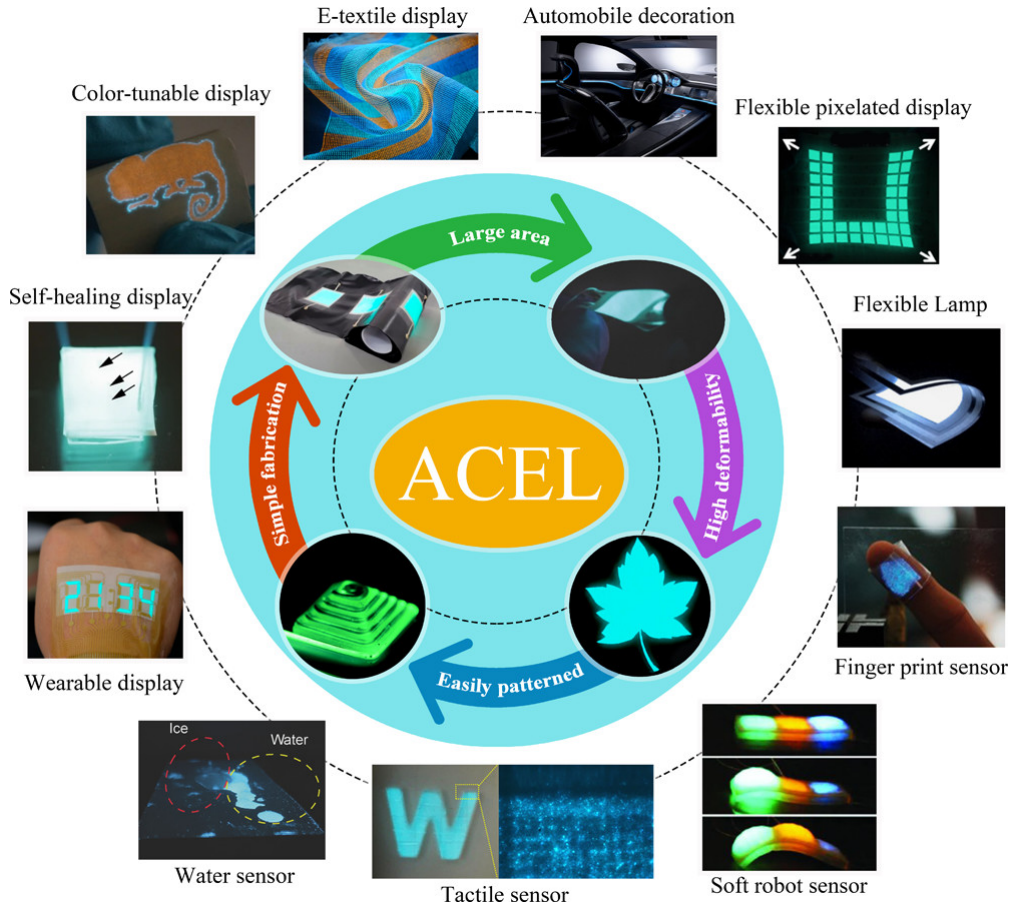 E-textile display
Automobile decoration
Color-tunable display
Flexible pixelated display
Large area
Self-healing display
Flexible Lamp
Simple fabrication
High deformability
ACEL
21:34
Wearable display
Easily patterned
Finger print sensor
Ice
Water
W
Water sensor
Tactile sensor
Soft robot sensor